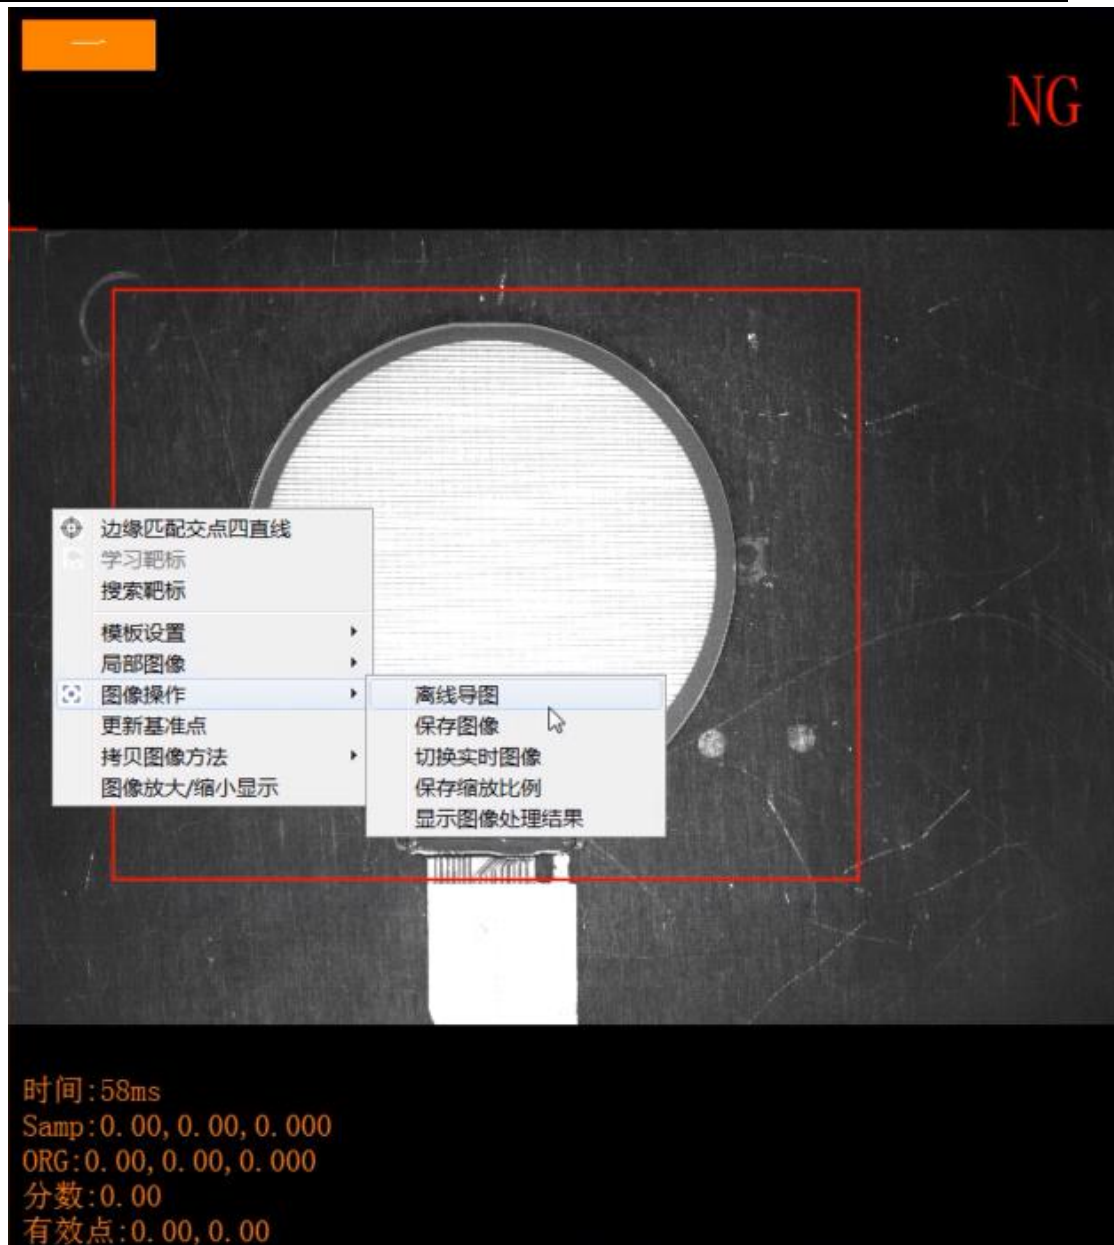 NG
边缘匹配交点四直线
学习靶标
搜索靶标
模板设置
局部图像
图像操作
更新基准点
拷贝图像方法
图像放大/缩小显示
离线导图
保存图像
切换实时图像
保存缩放比例
显示图像处理结果
时间:58ms
Samp:0.00,0.00,0.000
ORG:0.00,0.00,0.000
分数:0.00
有效点:0.00,0.00